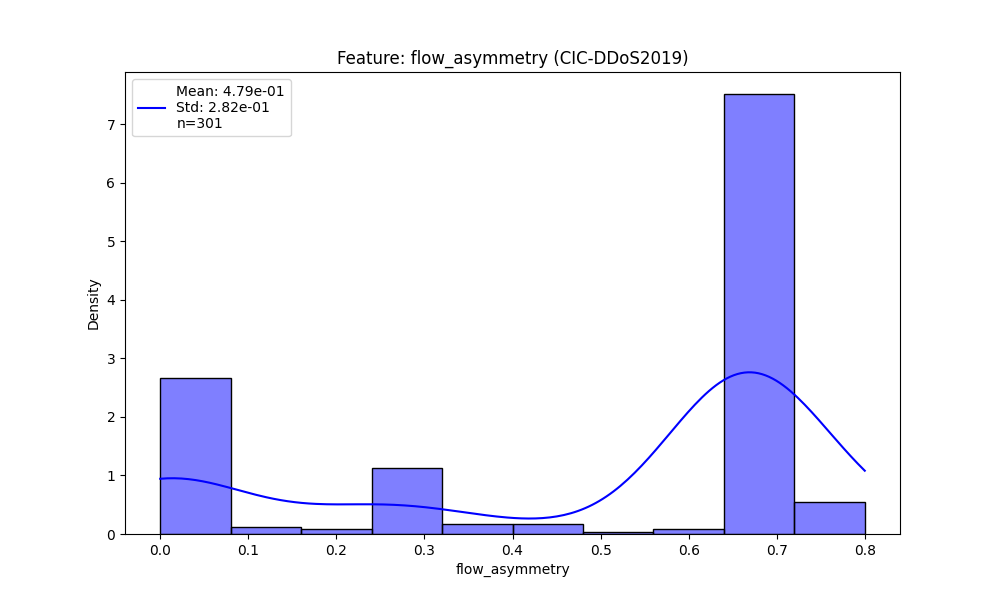 Feature: flow_asymmetry (CIC-DDoS2019)
Mean: 4.79e-01
Std: 2.82e-01
n=301
Density
7
6
5
4
3
2
1
0
0.0 0.1 0.2 0.3 0.4 0.5 0.6 0.7 0.8
flow_asymmetry